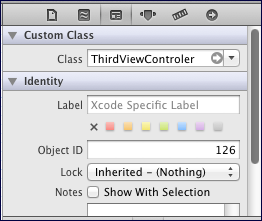 Custom Class
Class ThirdViewControler
Identity
Label Xcode Specific Label
Object ID 126
Lock Inherited - (Nothing)
Notes Show With Selection